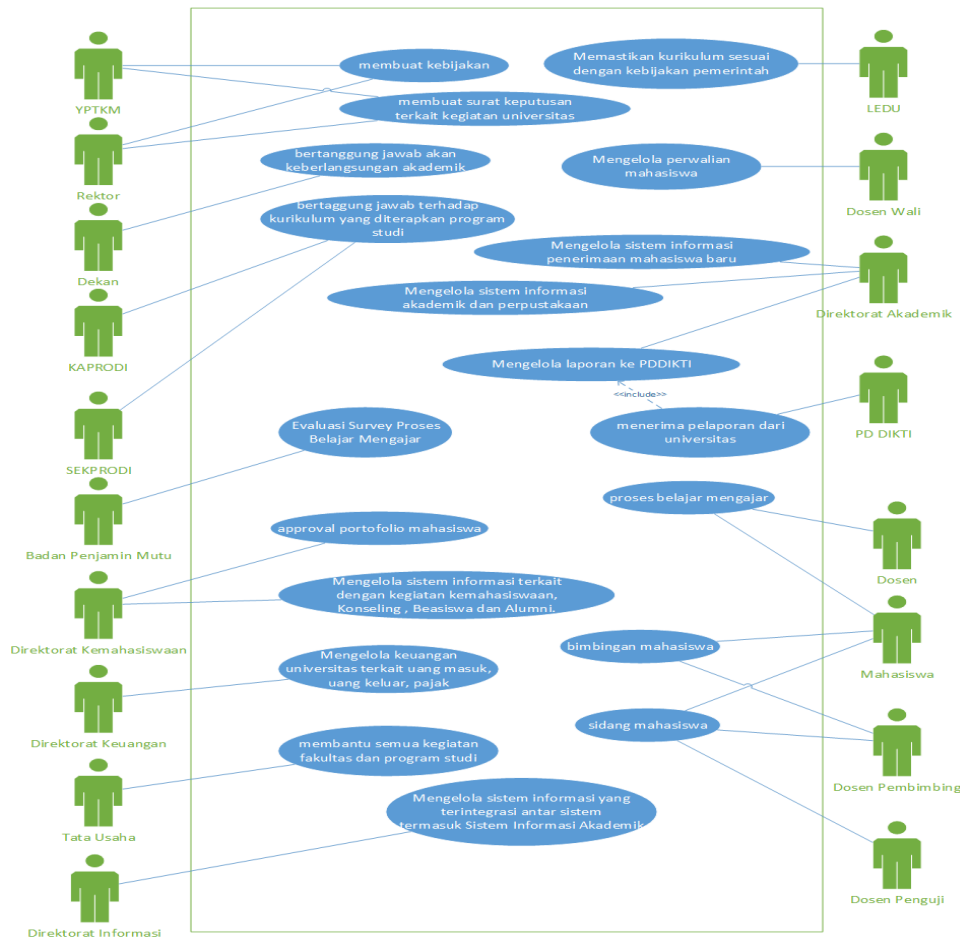 YPTKM
Rektor
Dekan
KAPRODI
SEKPRODI
Badan Penjamin Mutu
Direktorat Kemahasiswaan
Direktorat Keuangan
Tata Usaha
Direktorat Informasi
membuat kebijakan
membuat surat keputusan
terkait kegiatan universitas
bertanggung jawab akan
keberlangsungan akademik
bertaggung jawab terhadap
kurikulum yang diterapkan program
studi
Evaluasi Survey Proses
Belajar Mengajar
approval portofolio mahasiswa
Mengelola sistem informasi terkait
dengan kegiatan kemahasiswaan,
Konseling , Beasiswa dan Alumni.
Mengelola keuangan
universitas terkait uang masuk,
uang keluar, pajak
membantu semua kegiatan
fakultas dan program studi
Mengelola sistem informasi yang
terintegrasi antar sistem
termasuk Sistem Informasi Akademik
Memastikan kurikulum sesuai
dengan kebijakan pemerintah
Mengelola perwalian
mahasiswa
Mengelola sistem informasi
penerimaan mahasiswa baru
Mengelola sistem informasi
akademik dan perpustakaan
Mengelola laporan ke PDDIKTI
<<include>>
menerima pelaporan dari
universitas
proses belajar mengajar
bimbingan mahasiswa
sidang mahasiswa
LEDU
Dosen Wali
Direktorat Akademik
PD DIKTI
Dosen
Mahasiswa
Dosen Pembimbing
Dosen Penguji